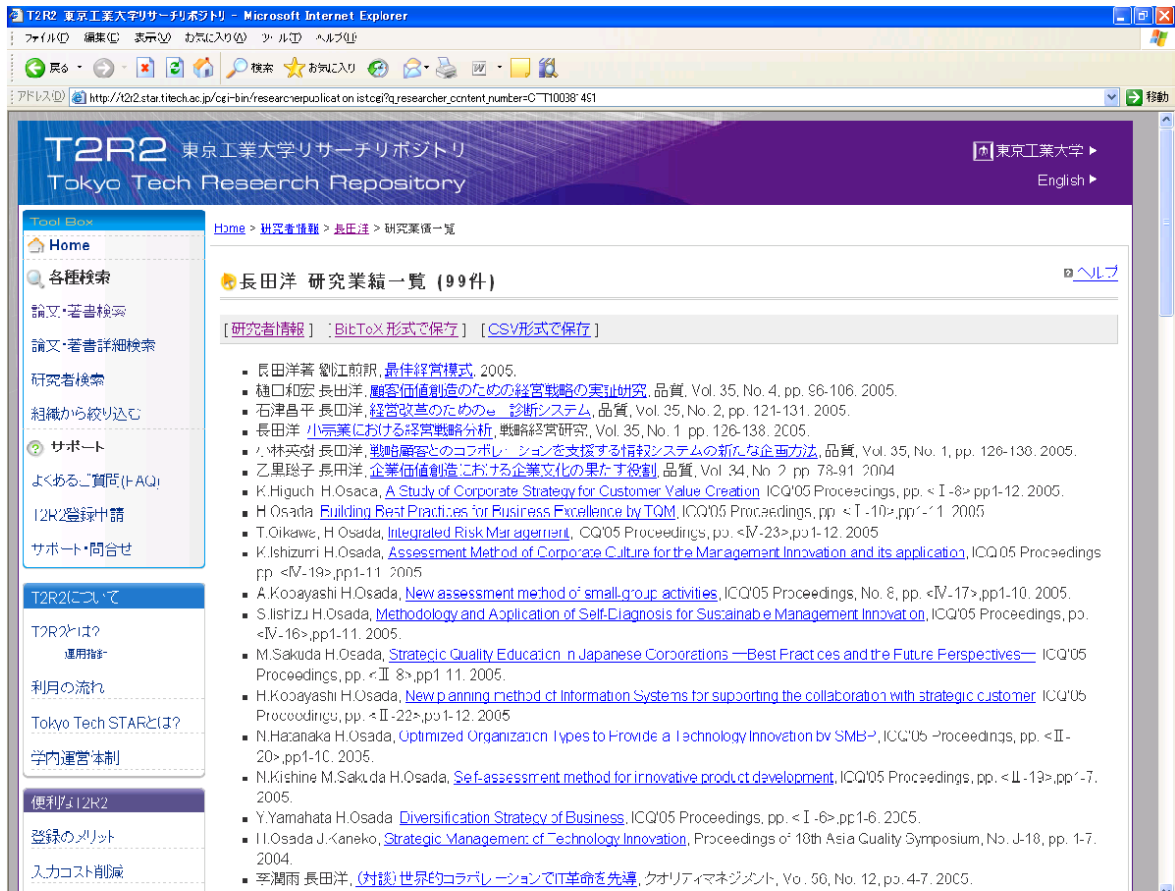 T2R2 東京工業大学リサーチリポジトリ - Microsoft Internet Explorer
ファイル(F) 編集(E) 表示(V) お気に入り(A) ツール(T) ヘルプ(H)
戻る 検索 お気に入り
アドレス(D) http://t2r2.star.titech.ac.jp/cgi-bin/researcherpublicationlist.cgi?q_researcher_content_number= 移動
T2R2 東京工業大学リサーチリポジトリ
Tokyo Tech Research Repository
東京工業大学
English
Tool Box
Home
各種検索
論文・著書検索
論文・著書詳細検索
研究者検索
組織から絞り込む
サポート
よくあるご質問(FAQ)
T2R2登録申請
サポート・問合せ
T2R2について
T2R2とは?
運用指針
利用の流れ
Tokyo Tech STARとは?
学内運営体制
便利なT2R2
登録のメリット
入力コスト削減
Home > 研究者情報 > 長田洋 > 研究業績一覧
長田洋 研究業績一覧 (99件)
ヘルプ
[研究者情報] [BibTeX形式で保存] [CSV形式で保存]
長田洋著 劉江前訳, 最佳経営模式, 2005.
樋口和宏 長田洋, 顧客価値創造のための経営戦略の実証研究, 品質, Vol. 35, No. 4, pp. 96-106. 2005.
石津昌平 長田洋, 経営改革のためのe 診断システム, 品質, Vol. 35, No. 2, pp. 121-131. 2005.
長田洋 小売業における経営戦略分析, 戦略経営研究, Vol. 35, No. 1 pp. 126-138. 2005.
小林英樹 長田洋, 戦略顧客とのコラボレーションを支援する情報システムの新たな企画方法, 品質, Vol. 35, No. 1, pp. 126-138. 2005.
乙黒聡子 長田洋, 企業価値創造における企業文化の果たす役割, 品質, Vol. 34, No. 2, pp. 78-91. 2004
K.Higuchi H.Osada, A Study of Corporate Strategy for Customer Value Creation ICQ'05 Proceedings, pp. <Ⅰ-8> pp1-12. 2005.
H.Osada Building Best Practices for Business Excellence by TQM, ICQ'05 Proceedings, pp. <Ⅰ-10>,pp1-11. 2005
T.Oikawa, H Osada, Integrated Risk Management, ICQ'05 Proceedings, pp. <Ⅳ-23>,pp1-12. 2005
K.Ishizumi H.Osada, Assessment Method of Corporate Culture for the Management Innovation and its application, ICQ'05 Proceedings
pp. <Ⅳ-19>,pp1-11 2005
A.Kobayashi H.Osada, New assessment method of small-group activities, ICQ'05 Proceedings, No. 8, pp. <Ⅳ-17>,pp1-10. 2005.
S.Iishizu H.Osada, Methodology and Application of Self-Diagnosis for Sustainable Management Innovation, ICQ'05 Proceedings, pp.
<Ⅳ-16>,pp1-11. 2005.
M.Sakuda H.Osada, Strategic Quality Education in Japanese Corporations —Best Practices and the Future Perspectives— ICQ'05
Proceedings, pp. <Ⅱ 8>,pp1 11. 2005.
H.Kobayashi H.Osada, New planning method of Information Systems for supporting the collaboration with strategic customer ICQ'05
Proceedings, pp. <Ⅱ-22>,pp1-12. 2005
N.Hatanaka H.Osada, Optimized Organization Types to Provide a Technology Innovation by SMBP, ICQ'05 Proceedings, pp. <Ⅱ-
20>,pp1-10. 2005.
N.Kishine M.Sakuda H.Osada, Self-assessment method for innovative product development, ICQ'05 Proceedings, pp. <Ⅱ-19>,pp1-7.
2005.
Y.Yamahata H.Osada Diversification Strategy of Business, ICQ'05 Proceedings, pp. <Ⅰ-6>,pp1-6. 2005.
H.Osada J.Kaneko, Strategic Management of Technology Innovation, Proceedings of 18th Asia Quality Symposium, No. J-18, pp. 1-7.
2004.
李潤雨 長田洋, (対談)世界的コラボレーションでIT革命を先導, クオリティマネジメント, Vol. 56, No. 12, pp. 4-7. 2005.